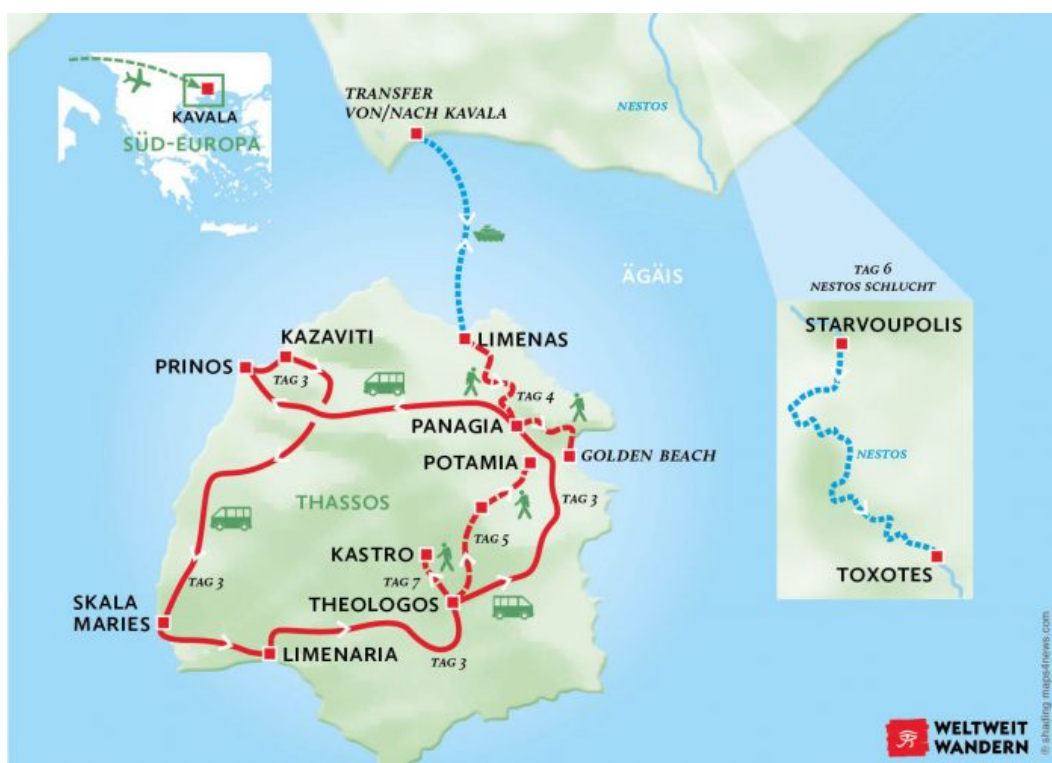 TRANSFER
VON/NACH KAVALA
NESTOS
KAVALA
SÜD-EUROPA
ÄGÄIS
TAG 6
NESTOS SCHLUCHT
STARVOUPOLIS
NESTOS
TOXOTES
LIMENAS
KAZAVITI
PRINOS
TAG 3
TAG 4
PANAGIA
GOLDEN BEACH
POTAMIA
TAG 3
THASSOS
TAG 5
KASTRO
TAG 3
TAG 7
THEOLOGOS
SKALA
MARIES
LIMENARIA
TAG 3
WELTWEIT
WANDERN
© shading maps4news.com